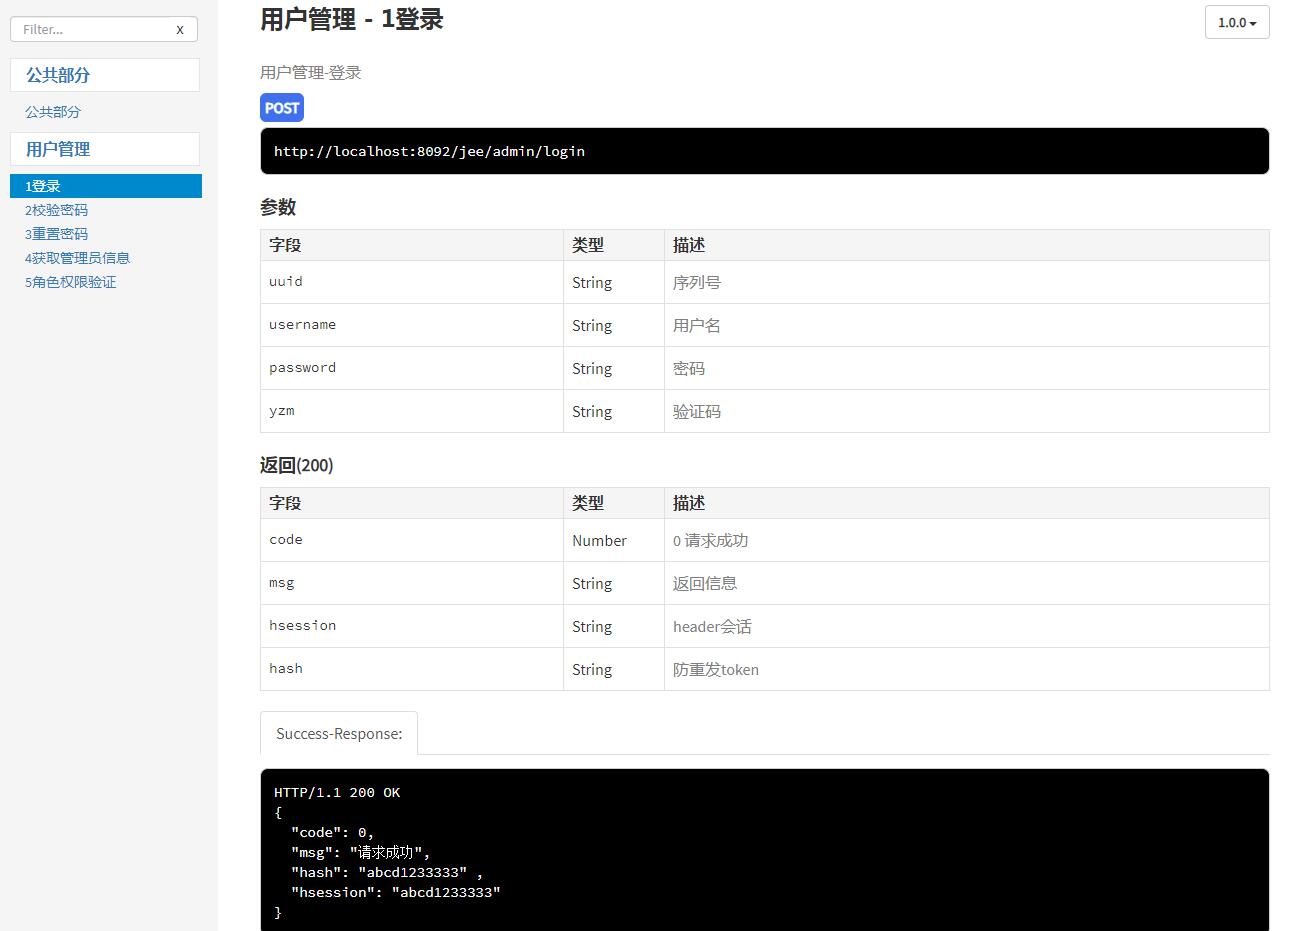 Filter...
x
公共部分
公共部分
用户管理
1登录
2校验密码
3重置密码
4获取管理员信息
5角色权限验证
用户管理 - 1登录
1.0.0
用户管理-登录
POST
http://localhost:8092/jee/admin/login
参数
字段 类型 描述
uuid String 序列号
username String 用户名
password String 密码
yzm String 验证码
返回(200)
字段 类型 描述
code Number 0 请求成功
msg String 返回信息
hsession String header会话
hash String 防重发token
Success-Response:
HTTP/1.1 200 OK
{
"code": 0,
"msg": "请求成功",
"hash": "abcd1233333" ,
"hsession": "abcd1233333"
}